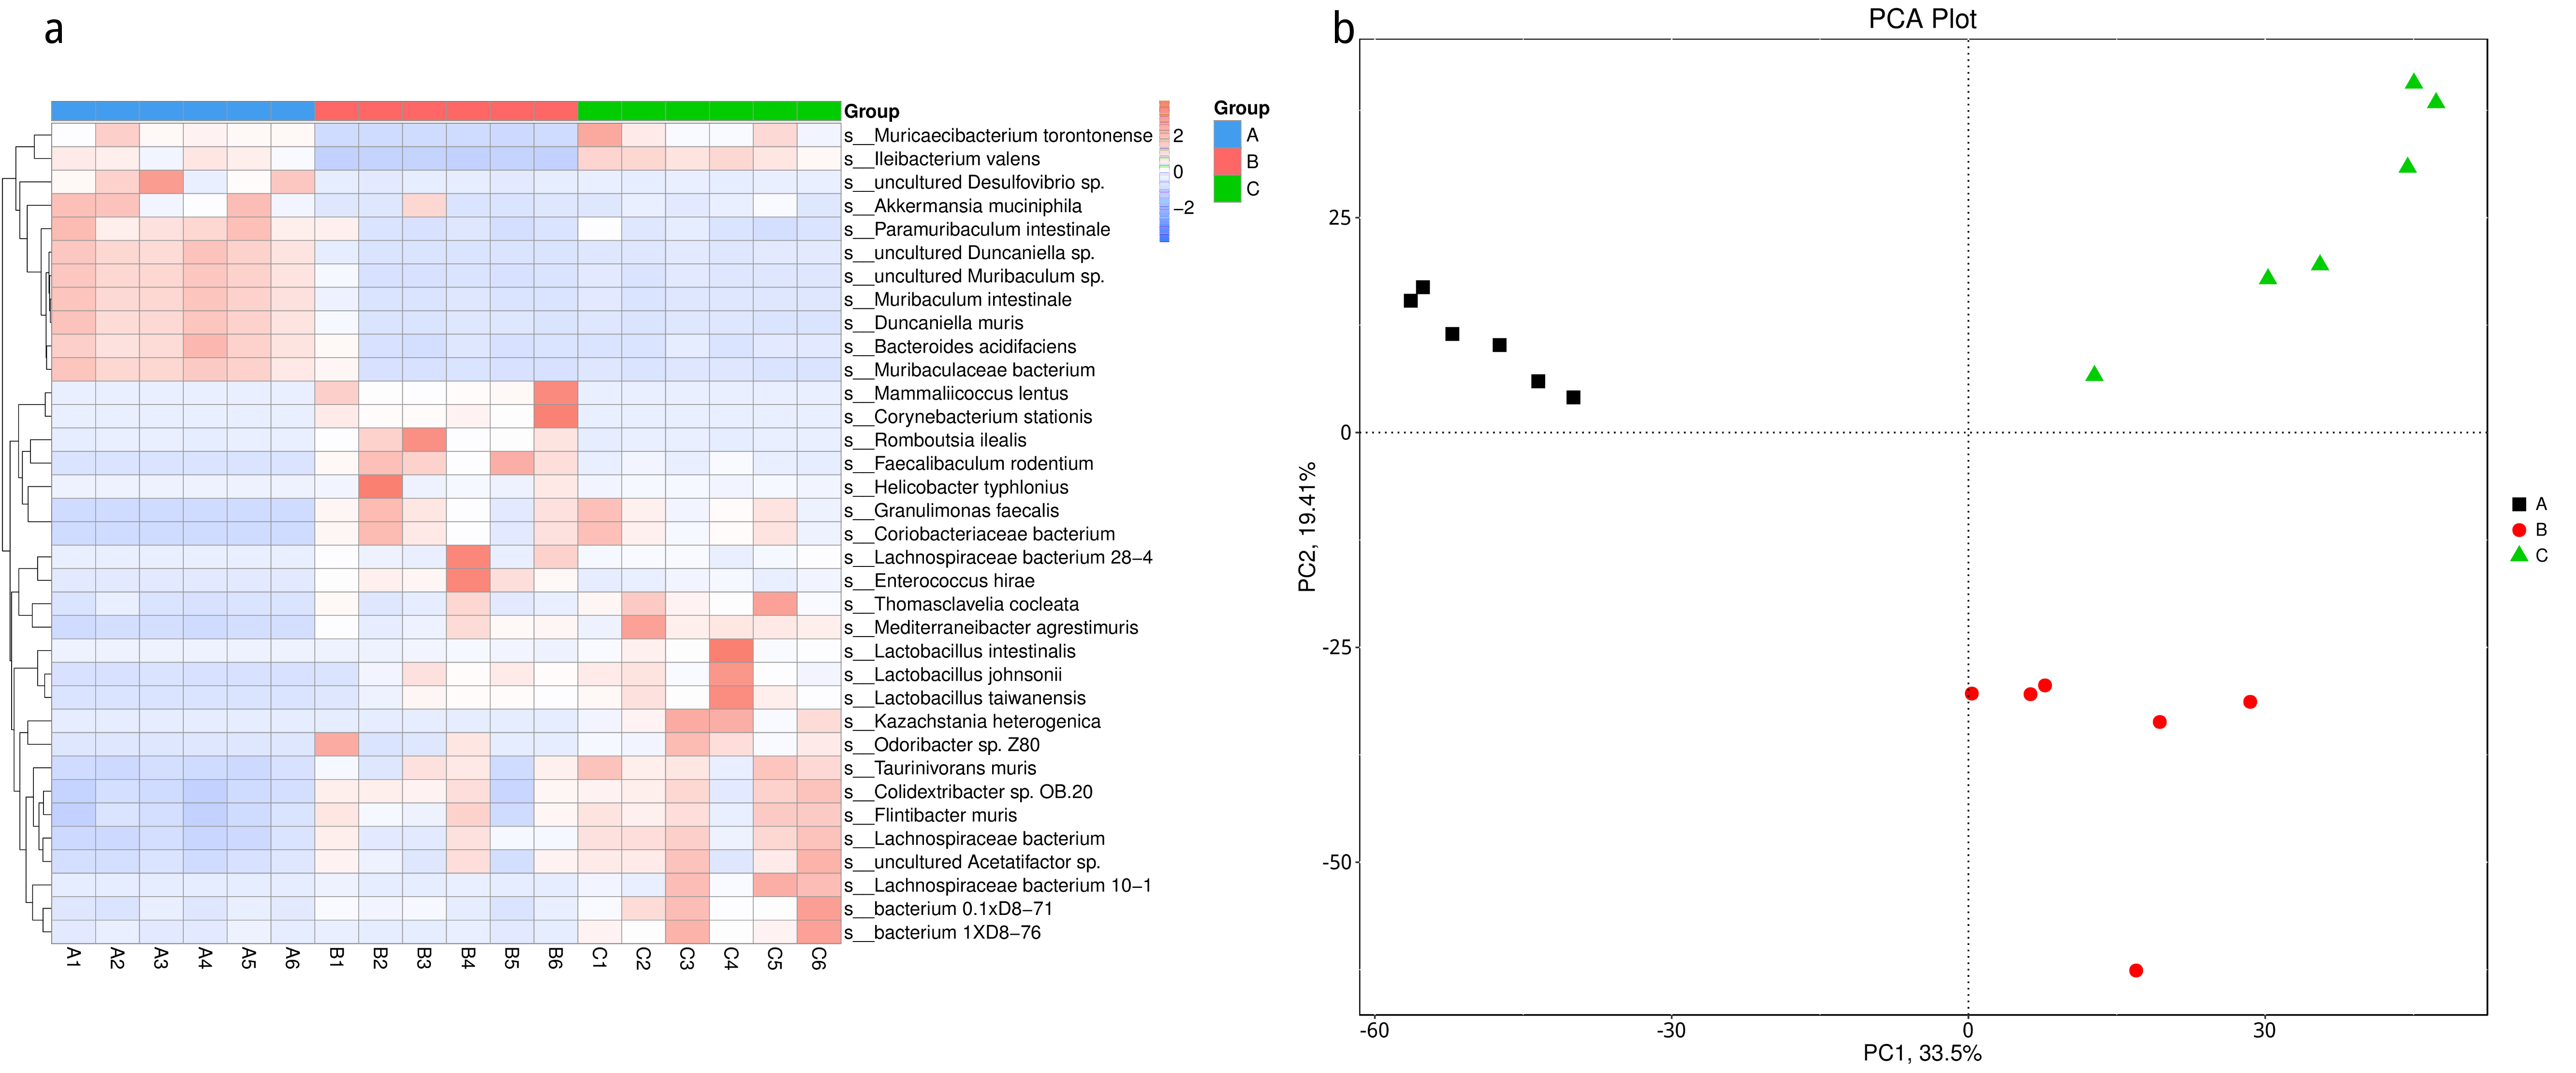 a
Group
s__Muricaecibacterium torontonense
s__Ileibacterium valens
s__uncultured Desulfovibrio sp.
s__Akkermansia muciniphila
s__Paramuribaculum intestinale
s__uncultured Duncaniella sp.
s__uncultured Muribaculum sp.
s__Muribaculum intestinale
s__Duncaniella muris
s__Bacteroides acidifaciens
s__Muribaculaceae bacterium
s__Mammaliicoccus lentus
s__Corynebacterium stationis
s__Romboutsia ilealis
s__Faecalibaculum rodentium
s__Helicobacter typhlonius
s__Granulimonas faecalis
s__Coriobacteriaceae bacterium
s__Lachnospiraceae bacterium 28−4
s__Enterococcus hirae
s__Thomasclavelia cocleata
s__Mediterraneibacter agrestimuris
s__Lactobacillus intestinalis
s__Lactobacillus johnsonii
s__Lactobacillus taiwanensis
s__Kazachstania heterogenica
s__Odoribacter sp. Z80
s__Taurinivorans muris
s__Colidextribacter sp. OB.20
s__Flintibacter muris
s__Lachnospiraceae bacterium
s__uncultured Acetatifactor sp.
s__Lachnospiraceae bacterium 10−1
s__bacterium 0.1xD8−71
s__bacterium 1XD8−76
A1 A2 A3 A4 A5 A6 B1 B2 B3 B4 B5 B6 C1 C2 C3 C4 C5 C6
2
0
−2
Group
A
B
C
b
PCA Plot
PC2, 19.41%
25
0
-25
-50
-60 -30 0 30
PC1, 33.5%
A
B
C